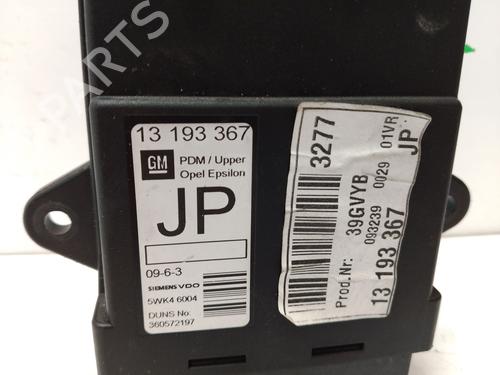 13 193 367
GM
PDM / Upper
Opel Epsilon
JP
09-6-3
SIEMENS VDO
5WK4 6004
DUNS No:
360572197
3277
01VR
JP
Prod.Nr: 39GVYB
093239 0029
13 193 367
B-PARTS